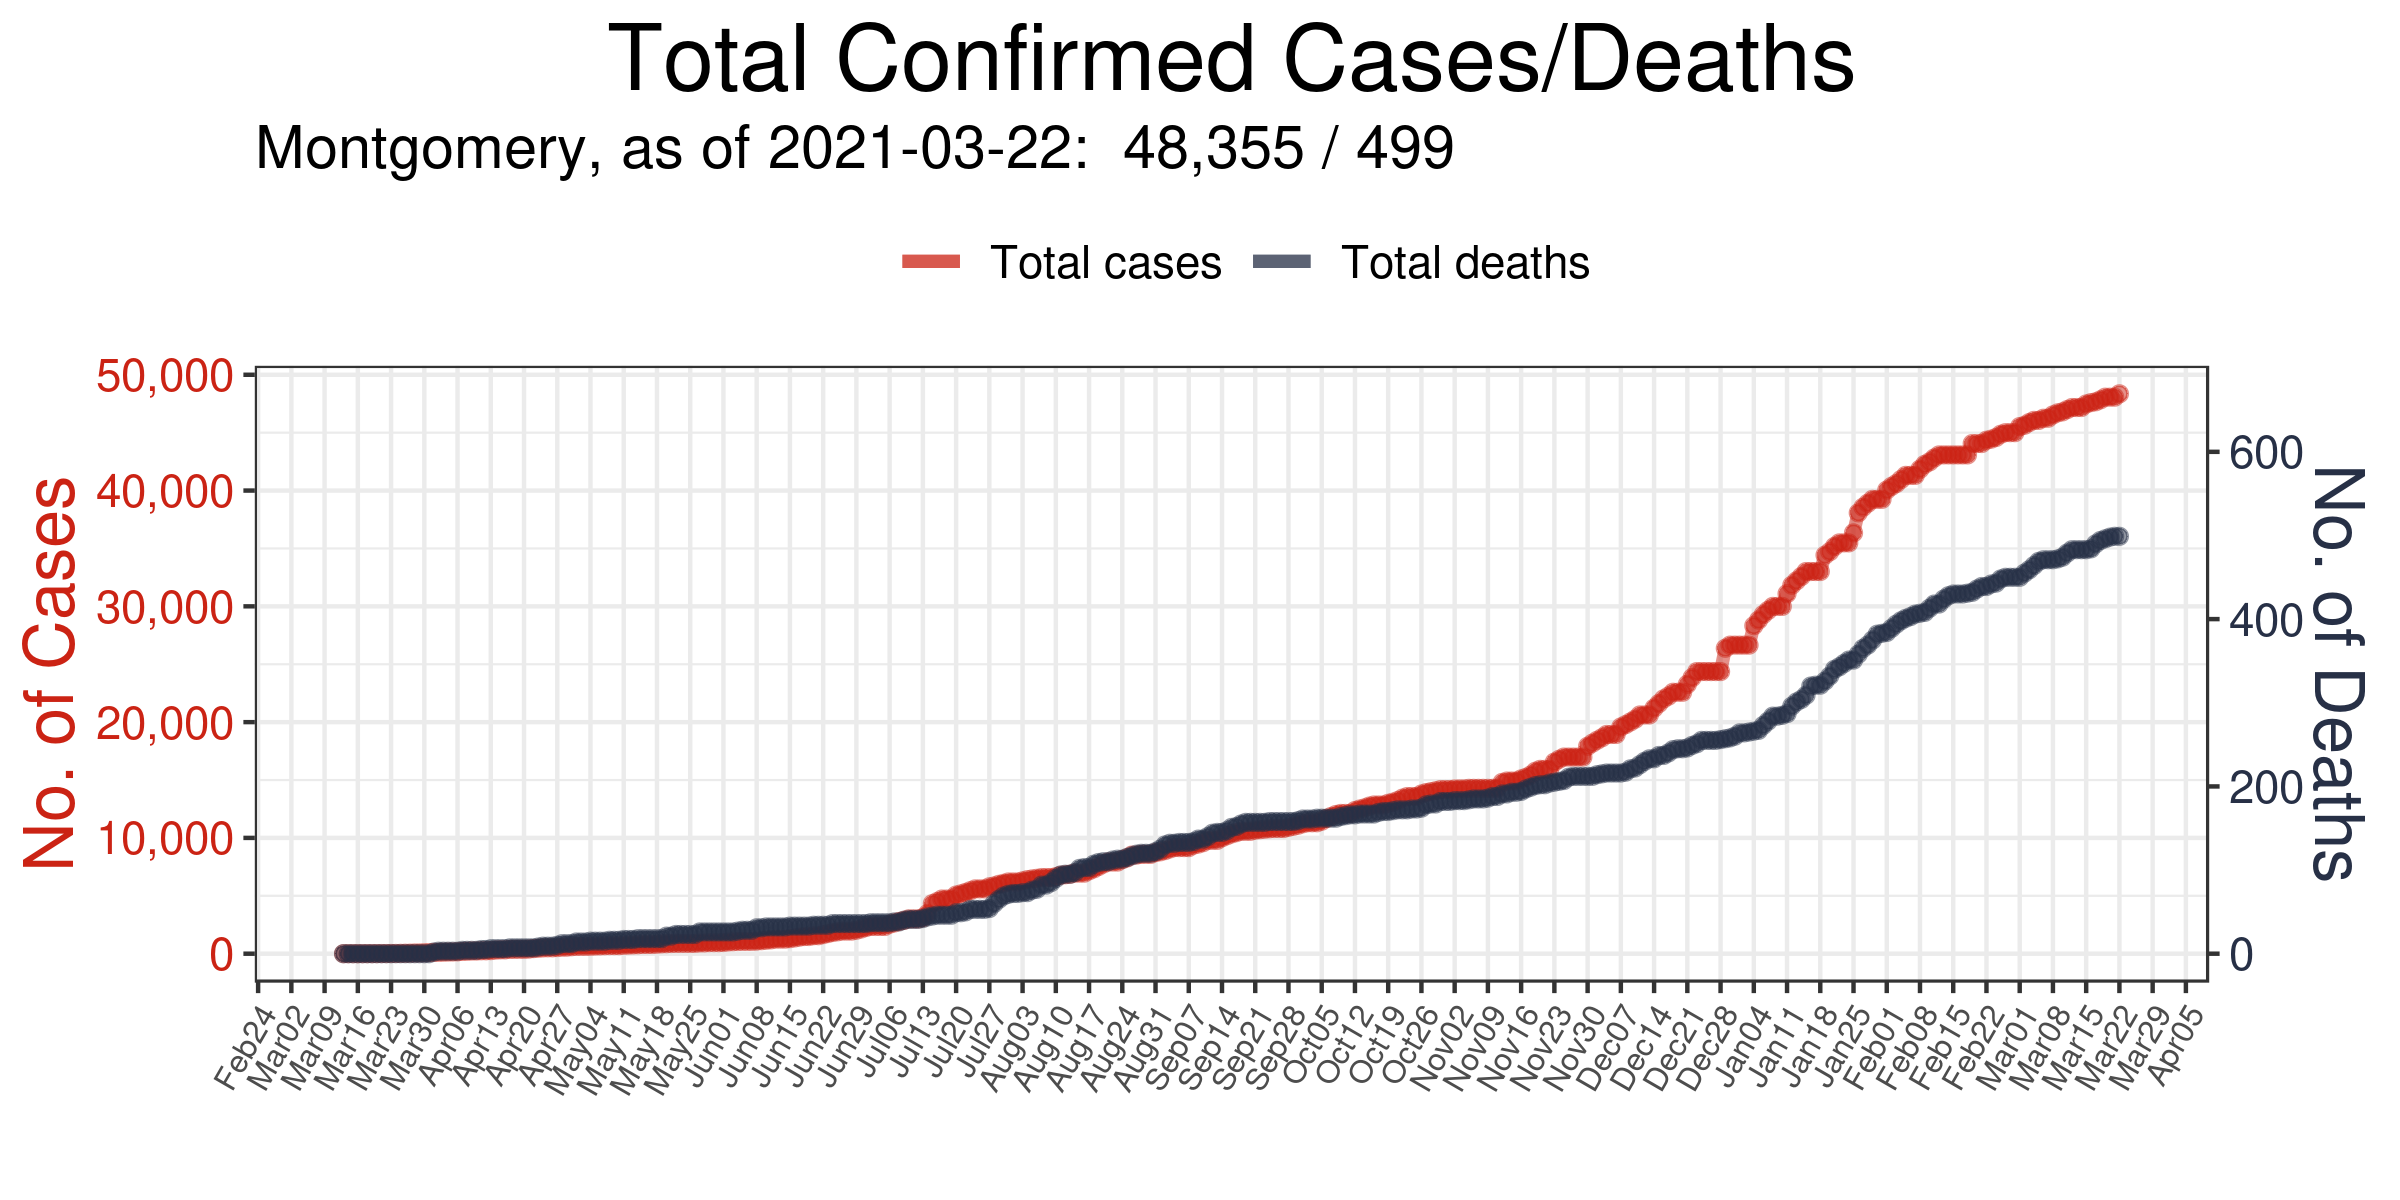 Total Confirmed Cases/Deaths
Montgomery, as of 2021-03-22:  48,355 / 499
Total cases
Total deaths
No. of Cases
50,000
40,000
30,000
20,000
10,000
0
600
400
200
0
No. of Deaths
Feb24
Mar02
Mar09
Mar16
Mar23
Mar30
Apr06
Apr13
Apr20
Apr27
May04
May11
May18
May25
Jun01
Jun08
Jun15
Jun22
Jun29
Jul06
Jul13
Jul20
Jul27
Aug03
Aug10
Aug17
Aug24
Aug31
Sep07
Sep14
Sep21
Sep28
Oct05
Oct12
Oct19
Oct26
Nov02
Nov09
Nov16
Nov23
Nov30
Dec07
Dec14
Dec21
Dec28
Jan04
Jan11
Jan18
Jan25
Feb01
Feb08
Feb15
Feb22
Mar01
Mar08
Mar15
Mar22
Mar29
Apr05